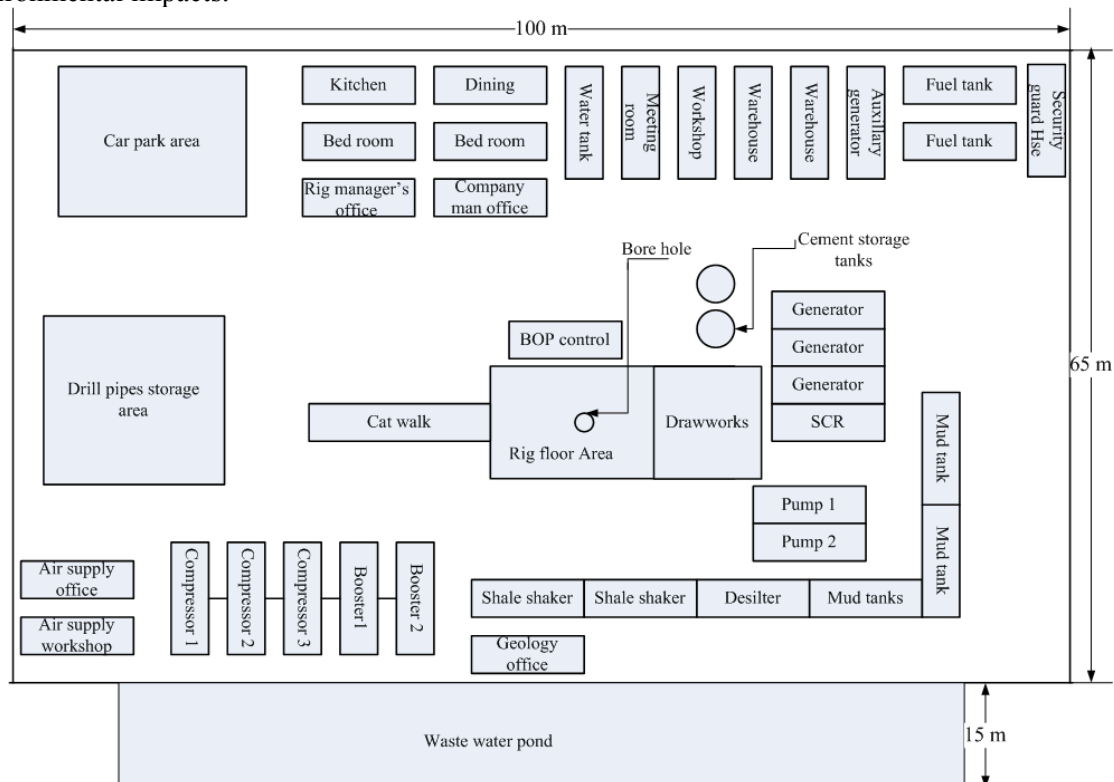 ronmental impacts.
100 m
Car park area
Kitchen
Dining
Bed room
Bed room
Rig manager's
office
Company
man office
Water tank
Meeting
room
Workshop
Warehouse
Warehouse
Auxillary
generator
Fuel tank
Fuel tank
Security
guard Hse
Bore hole
Cement storage
tanks
BOP control
Generator
Generator
Generator
SCR
65 m
Drill pipes storage
area
Cat walk
Rig floor Area
Drawworks
Mud tank
Mud tank
Pump 1
Pump 2
Air supply
office
Air supply
workshop
Compressor 1
Compressor 2
Compressor 3
Booster1
Booster 2
Shale shaker
Shale shaker
Desilter
Mud tanks
Geology
office
Waste water pond
15 m